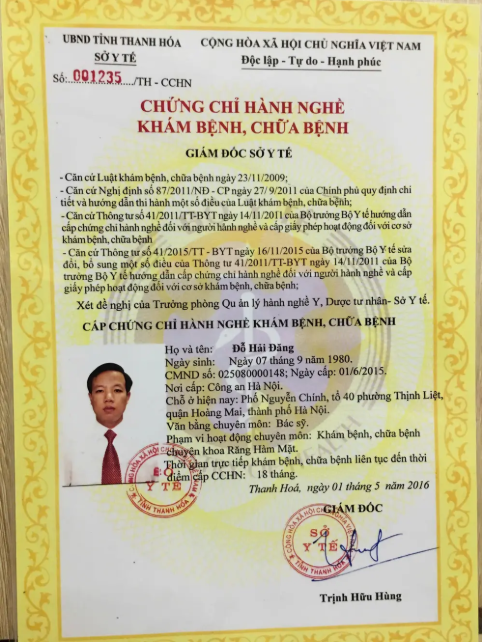 UBND TỈNH THANH HÓA
SỞ Y TẾ
Số: 001235 /TH - CCHN
CỘNG HÒA XÃ HỘI CHỦ NGHĨA VIỆT NAM
Độc lập - Tự do - Hạnh phúc
CHỨNG CHỈ HÀNH NGHỀ
KHÁM BỆNH, CHỮA BỆNH
GIÁM ĐỐC SỞ Y TẾ
- Căn cứ Luật khám bệnh, chữa bệnh ngày 23/11/2009;
- Căn cứ Nghị định số 87/2011/NĐ - CP ngày 27/ 9/2011 của Chính phủ quy định chi
tiết và hướng dẫn thi hành một số điều của Luật khám bệnh, chữa bệnh;
- Căn cứ Thông tư số 41/2011/TT-BYT ngày 14/11/2011 của Bộ trưởng Bộ Y tế hướng dẫn
cấp chứng chỉ hành nghề đối với người hành nghề và cấp giấy phép hoạt động đối với cơ sở
khám bệnh, chữa bệnh
- Căn cứ Thông tư số 41/2015/TT - BYT ngày 16/11/2015 của Bộ trưởng Bộ Y tế sửa
đổi, bổ sung một số điều của Thông tư 41/2011/TT-BYT ngày 14/11/2011 của Bộ
trưởng Bộ Y tế hướng dẫn cấp chứng chỉ hành nghề đối với người hành nghề và cấp
giấy phép hoạt động đối với cơ sở khám bệnh, chữa bệnh;
Xét đề nghị của Trưởng phòng Quản lý hành nghề Y, Dược tư nhân- Sở Y tế.
CẤP CHỨNG CHỈ HÀNH NGHỀ KHÁM BỆNH, CHỮA BỆNH
Họ và tên: Đỗ Hải Đăng
Ngày sinh: Ngày 07 tháng 9 năm 1980.
CMND số: 025080000148; Ngày cấp: 01/6/2015.
Nơi cấp: Công an Hà Nội.
Chỗ ở hiện nay: Phố Nguyễn Chính, tổ 40 phường Thịnh Liệt,
quận Hoàng Mai, thành phố Hà Nội.
Văn bằng chuyên môn: Bác sỹ.
Phạm vi hoạt động chuyên môn: Khám bệnh, chữa bệnh
chuyên khoa Răng Hàm Mặt.
Thời gian trực tiếp khám bệnh, chữa bệnh liên tục đến thời
điểm cấp CCHN: 18 tháng.
Thanh Hoá, ngày 01 tháng 5 năm 2016
GIÁM ĐỐC
SỞ
Y TẾ
TỈNH THANH HÓA
SỞ
Y TẾ
Trịnh Hữu Hùng